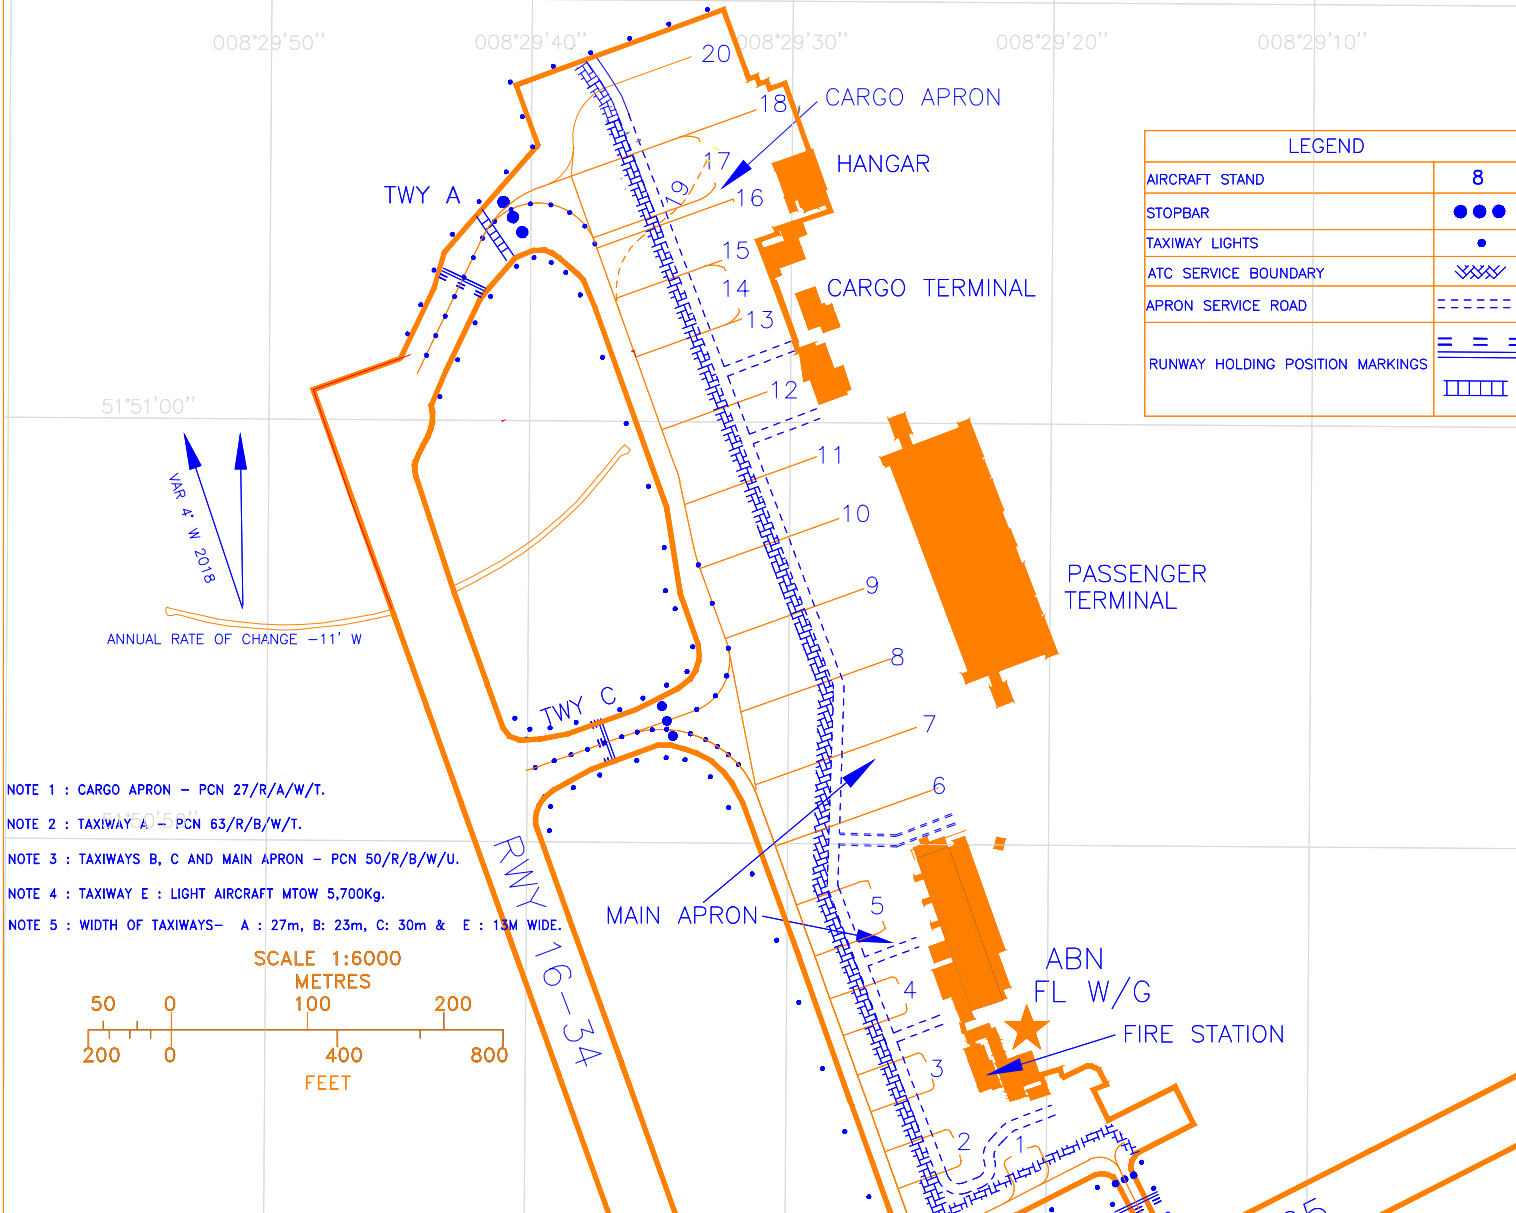 008°29'50"
008°29'40"
008°29'30"
008°29'20"
008°29'10"
20
18
CARGO APRON
17
HANGAR
19
16
TWY A
15
14
CARGO TERMINAL
13
LEGEND
AIRCRAFT STAND 8
STOPBAR
TAXIWAY LIGHTS
ATC SERVICE BOUNDARY
APRON SERVICE ROAD
RUNWAY HOLDING POSITION MARKINGS
51°51'00"
12
11
10
9
8
7
6
VAR 4° W 2018
ANNUAL RATE OF CHANGE -11' W
PASSENGER
TERMINAL
TWY C
NOTE 1 : CARGO APRON - PCN 27/R/A/W/T.
51°50'50"
NOTE 2 : TAXIWAY A - PCN 63/R/B/W/T.
NOTE 3 : TAXIWAYS B, C AND MAIN APRON - PCN 50/R/B/W/U.
NOTE 4 : TAXIWAY E : LIGHT AIRCRAFT MTOW 5,700Kg.
NOTE 5 : WIDTH OF TAXIWAYS- A : 27m, B: 23m, C: 30m & E : 13M WIDE.
RWY 16-34
MAIN APRON
5
4
3
2
1
ABN
FL W/G
FIRE STATION
SCALE 1:6000
METRES
50 0 100 200
200 0 400 800
FEET